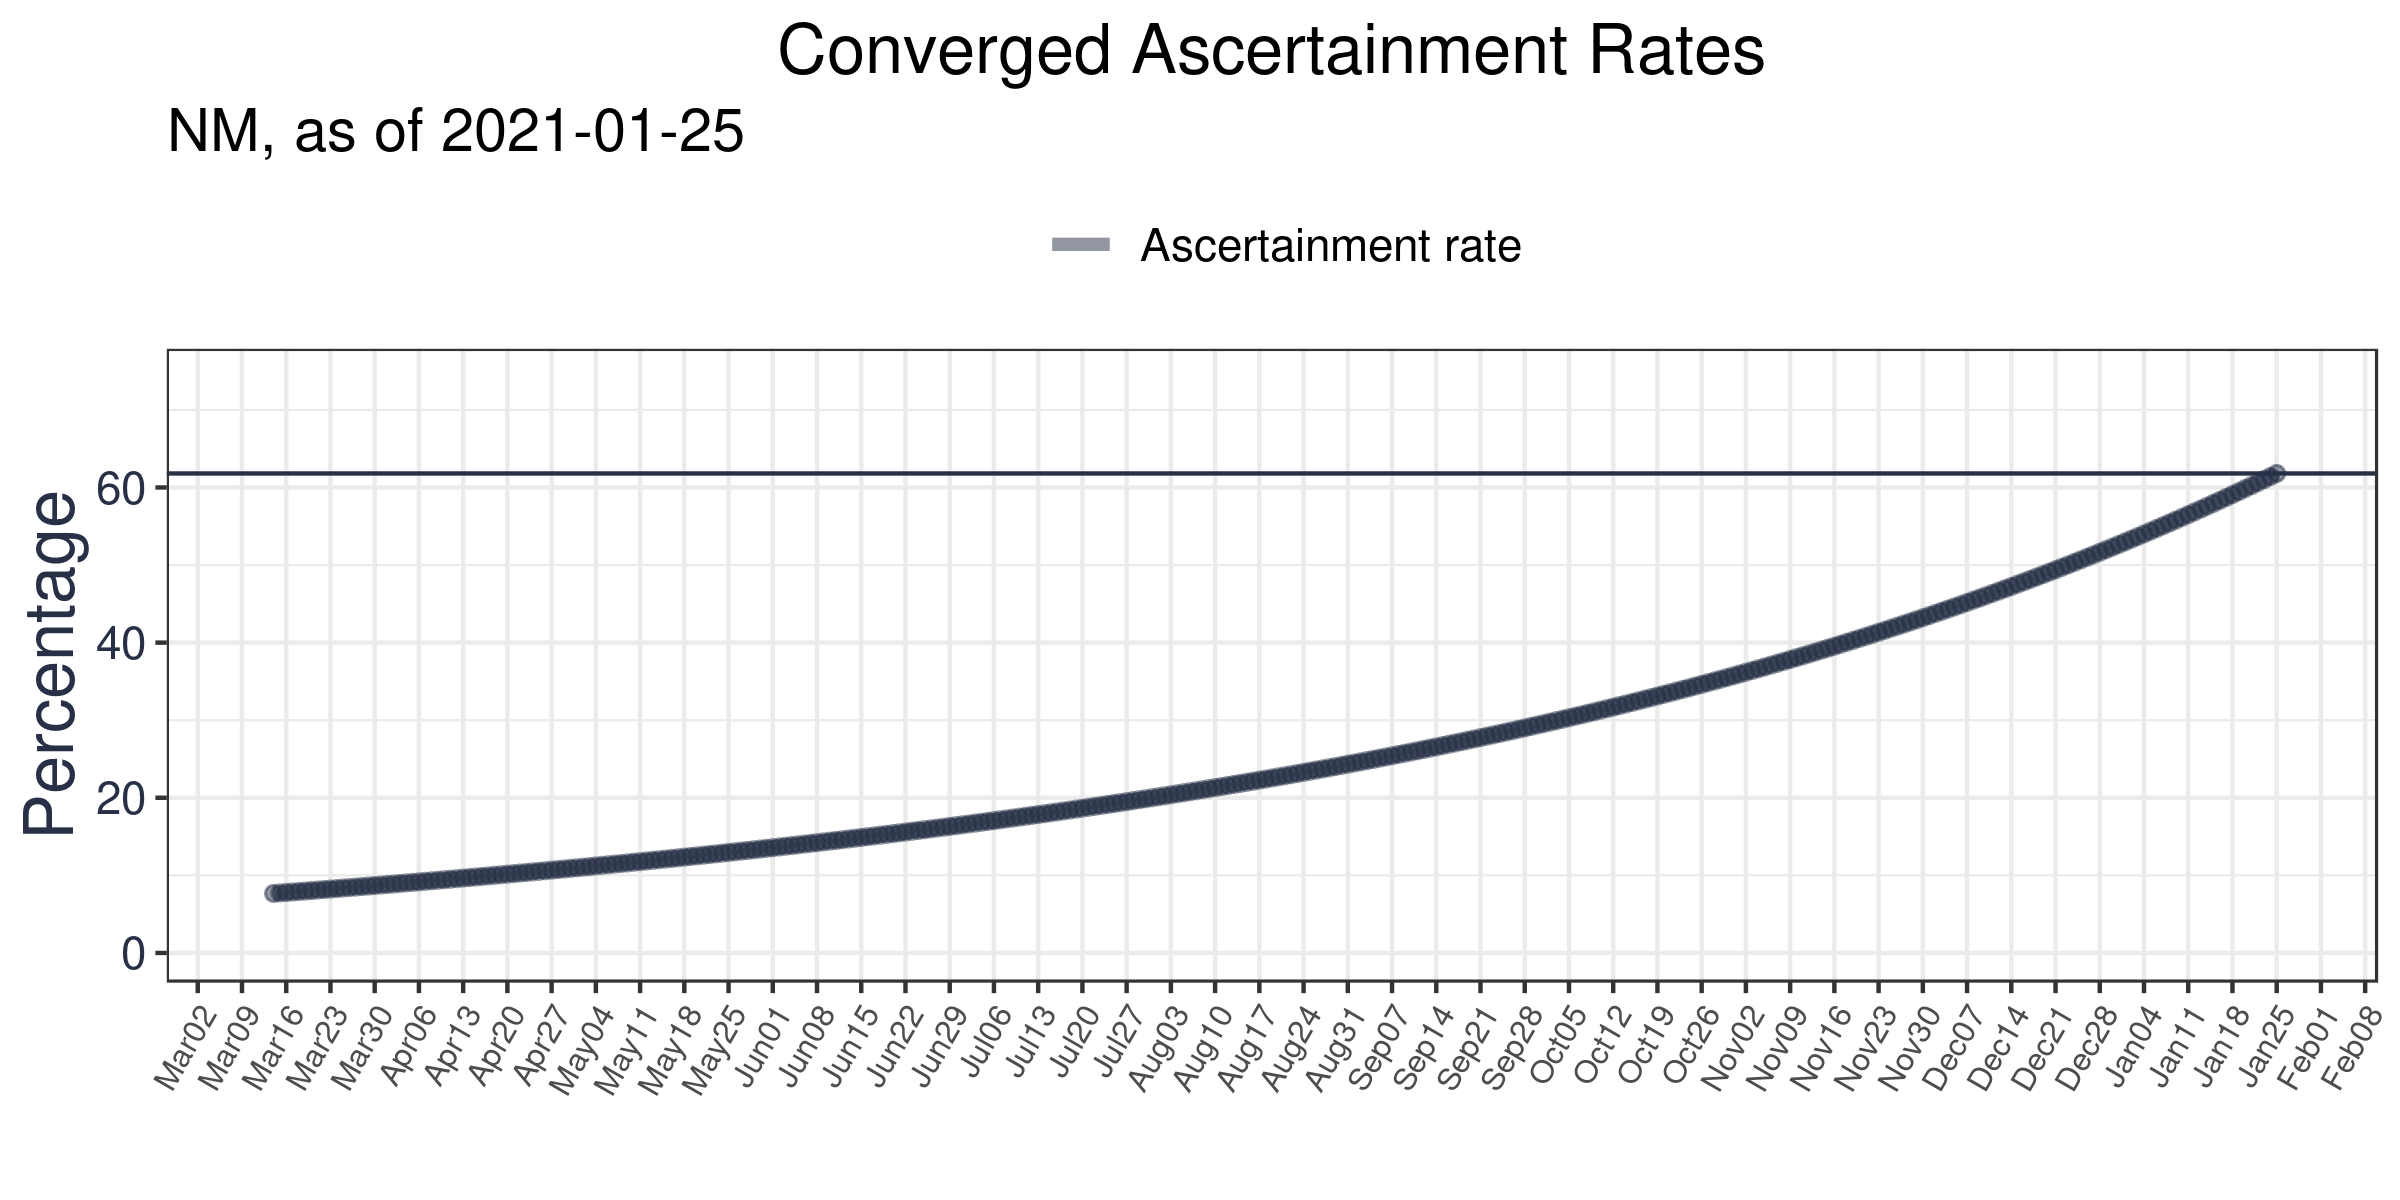 Converged Ascertainment Rates
NM, as of 2021-01-25
Ascertainment rate
Percentage
60
40
20
0
Mar02 Mar09 Mar16 Mar23 Mar30 Apr06 Apr13 Apr20 Apr27 May04 May11 May18 May25 Jun01 Jun08 Jun15 Jun22 Jun29 Jul06 Jul13 Jul20 Jul27 Aug03 Aug10 Aug17 Aug24 Aug31 Sep07 Sep14 Sep21 Sep28 Oct05 Oct12 Oct19 Oct26 Nov02 Nov09 Nov16 Nov23 Nov30 Dec07 Dec14 Dec21 Dec28 Jan04 Jan11 Jan18 Jan25 Feb01 Feb08